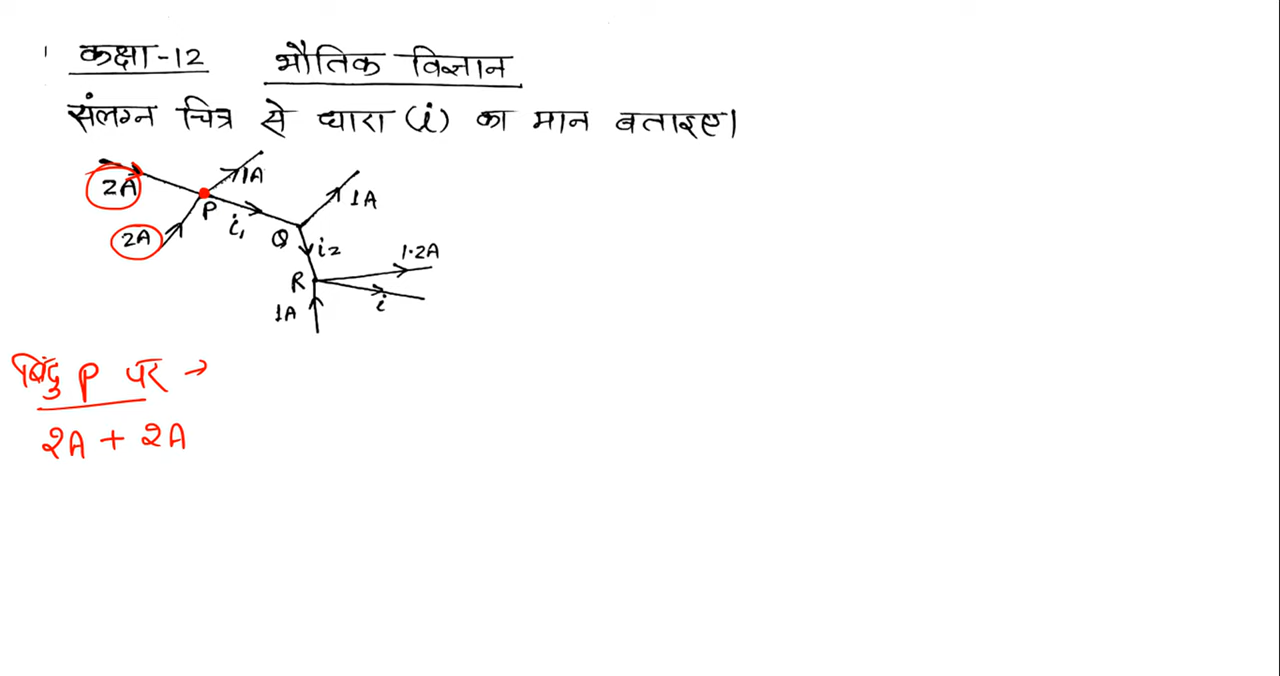 कक्षा-12 भौतिक विज्ञान
संलग्न चित्र से धारा (i) का मान बताइए।
2A
1A
2A
P
i₁
1A
Q
i₂
1.2A
R
i
1A
बिंदु P पर →
2A + 2A